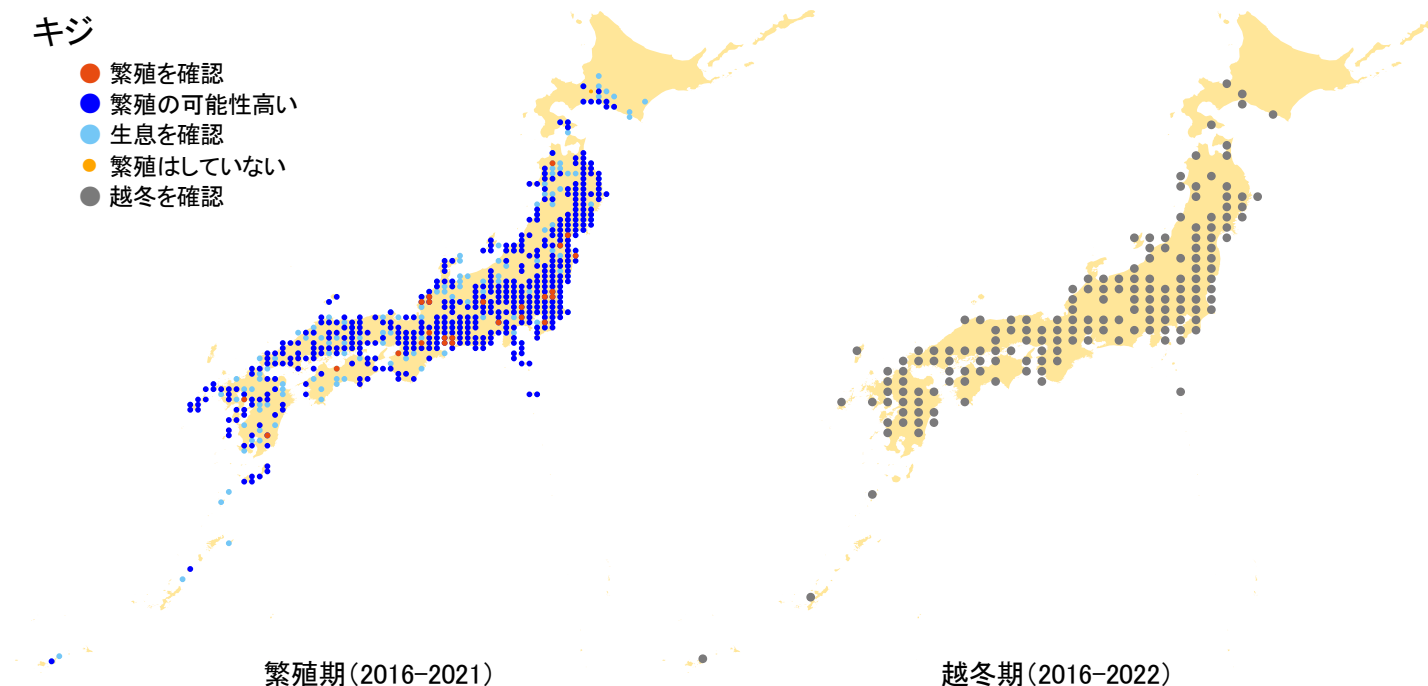 キジ
繁殖を確認
繁殖の可能性高い
生息を確認
繁殖はしていない
越冬を確認
繁殖期（2016-2021）
越冬期（2016-2022）